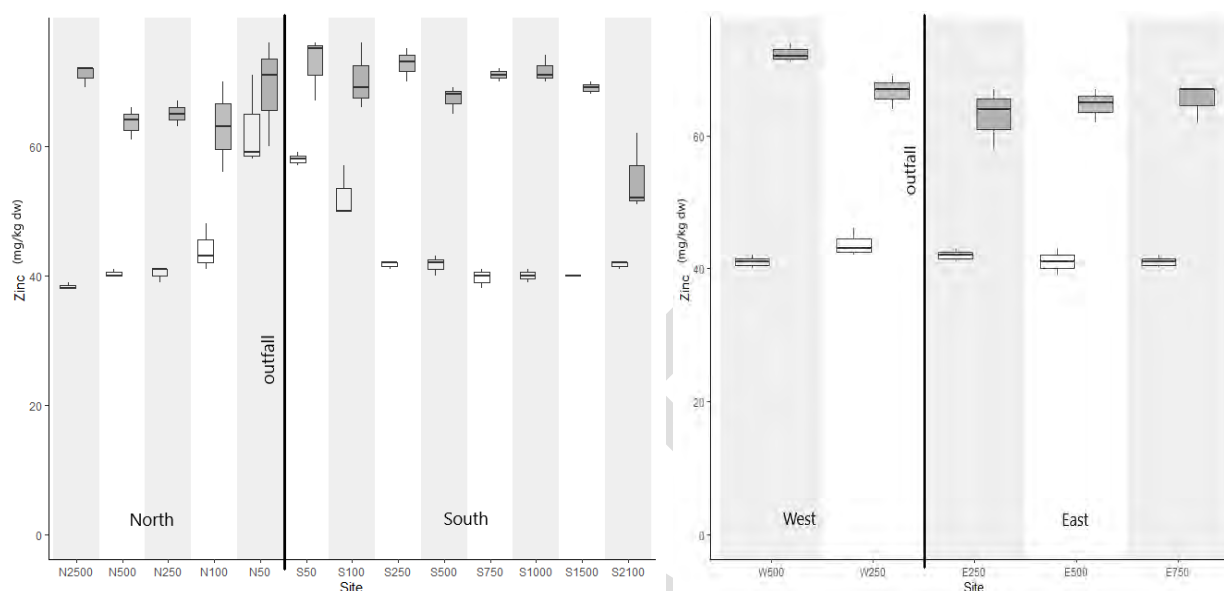 Zinc (mg/kg dw)
60
40
20
0
outfall
North
South
N2500 N500 N250 N100 N50 S50 S100 S250 S500 S750 S1000 S1500 S2100
Site
Zinc (mg/kg dw)
60
40
20
0
outfall
West
East
W500 W250 E250 E500 E750
Site